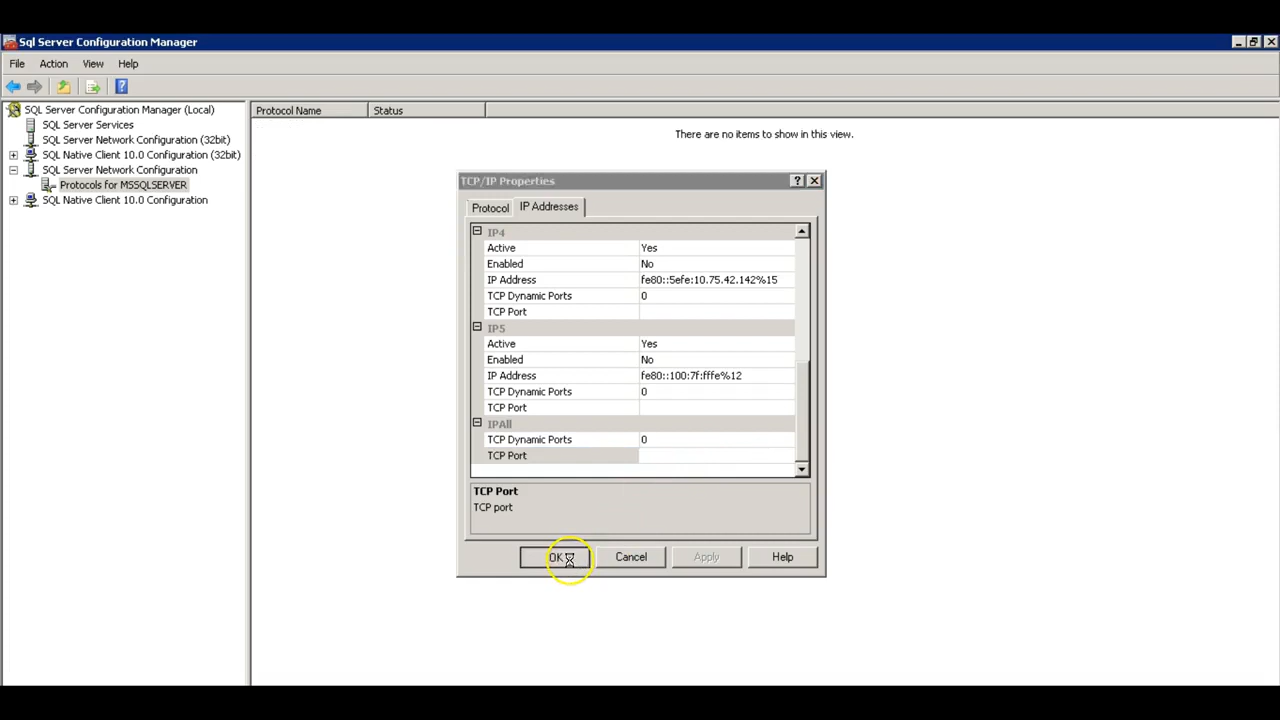 Sql Server Configuration Manager
File Action View Help
SQL Server Configuration Manager (Local)
SQL Server Services
SQL Server Network Configuration (32bit)
SQL Native Client 10.0 Configuration (32bit)
SQL Server Network Configuration
Protocols for MSSQLSERVER
SQL Native Client 10.0 Configuration
Protocol Name Status
There are no items to show in this view.
TCP/IP Properties
Protocol IP Addresses
IP4
Active Yes
Enabled No
IP Address fe80::5efe:10.75.42.142%15
TCP Dynamic Ports 0
TCP Port
IP5
Active Yes
Enabled No
IP Address fe80::100:7f:fffe%12
TCP Dynamic Ports 0
TCP Port
IPAll
TCP Dynamic Ports 0
TCP Port
TCP Port
TCP port
OK Cancel Apply Help